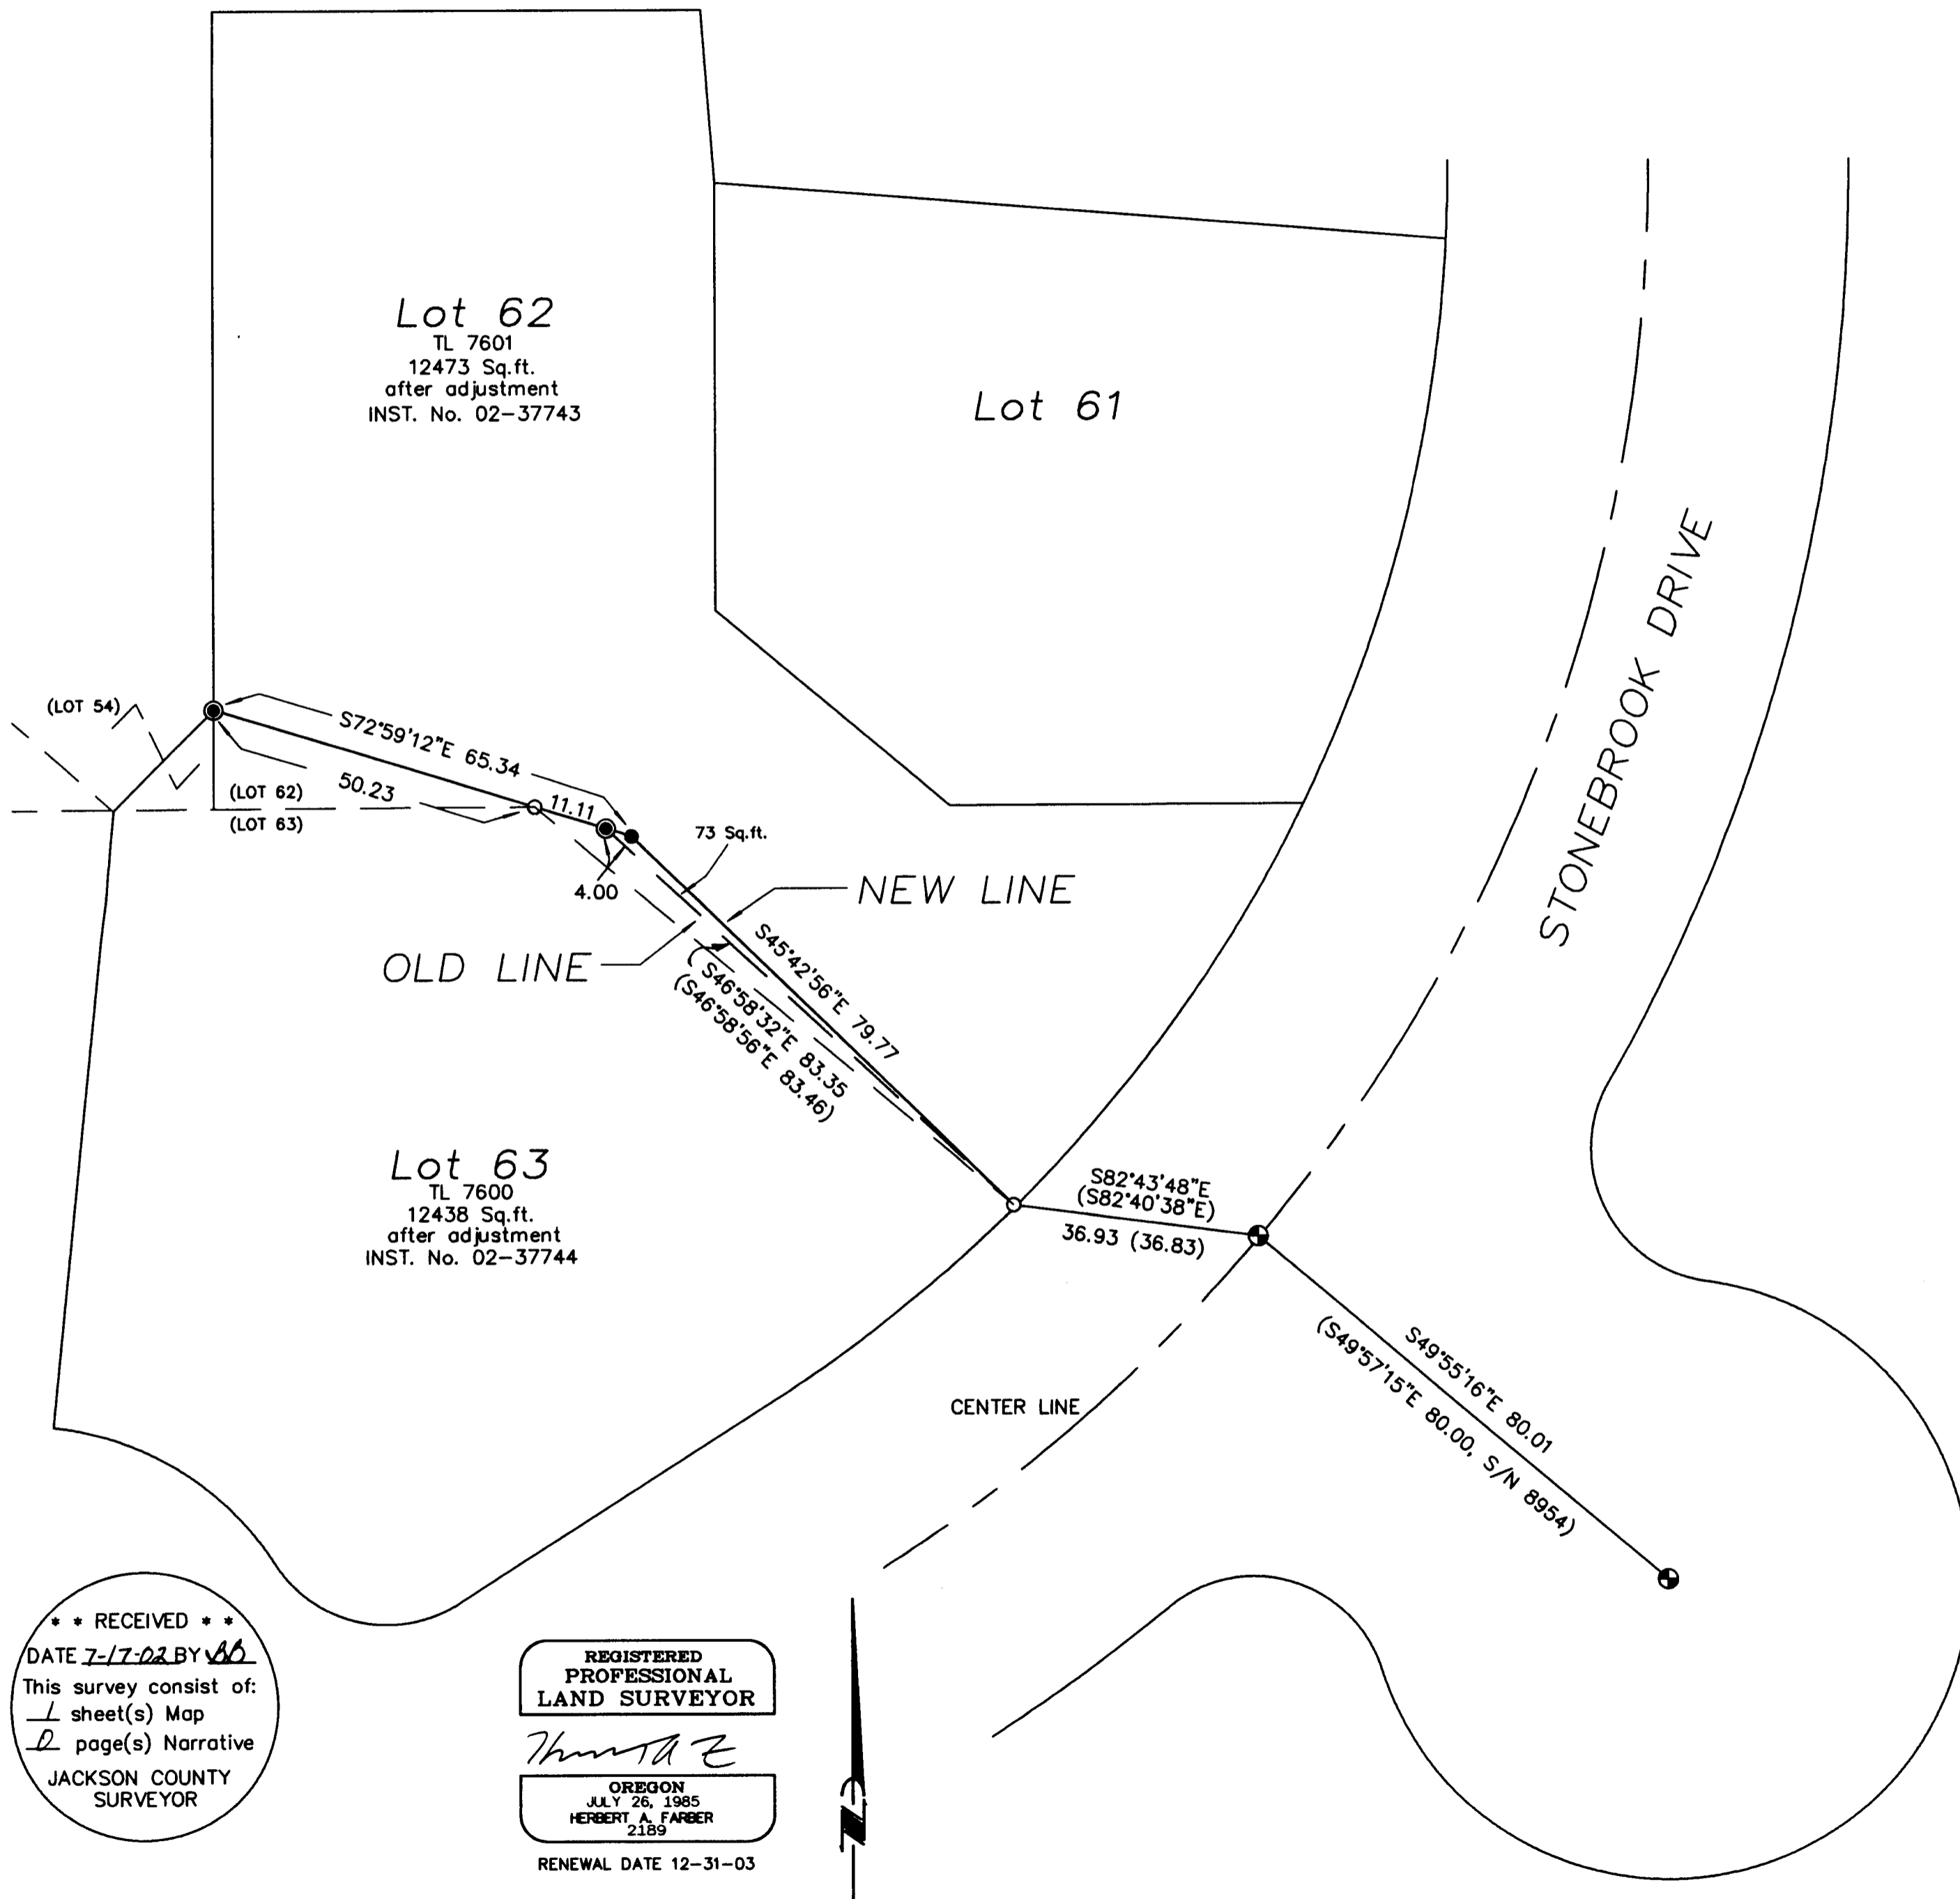 Lot 62
TL 7601
12473 Sq.ft.
after adjustment
INST. No. 02-37743
Lot 61
STONEBROOK DRIVE
(LOT 54)
S72°59'12"E 65.34
50.23
(LOT 62)
(LOT 63)
11.11
73 Sq.ft.
4.00
NEW LINE
OLD LINE
S45°42'56"E 79.77
S46°58'32"E 83.35
(S46°58'56"E 83.46)
Lot 63
TL 7600
12438 Sq.ft.
after adjustment
INST. No. 02-37744
S82°43'48"E
(S82°40'38"E)
36.93 (36.83)
S49°55'16"E 80.01
(S49°57'15"E 80.00, S/N 8954)
CENTER LINE
* * RECEIVED * *
DATE 7-17-02 BY
This survey consist of:
1 sheet(s) Map
0 page(s) Narrative
JACKSON COUNTY
SURVEYOR
REGISTERED
PROFESSIONAL
LAND SURVEYOR
OREGON
JULY 26, 1985
HERBERT A. FARBER
2189
RENEWAL DATE 12-31-03
N